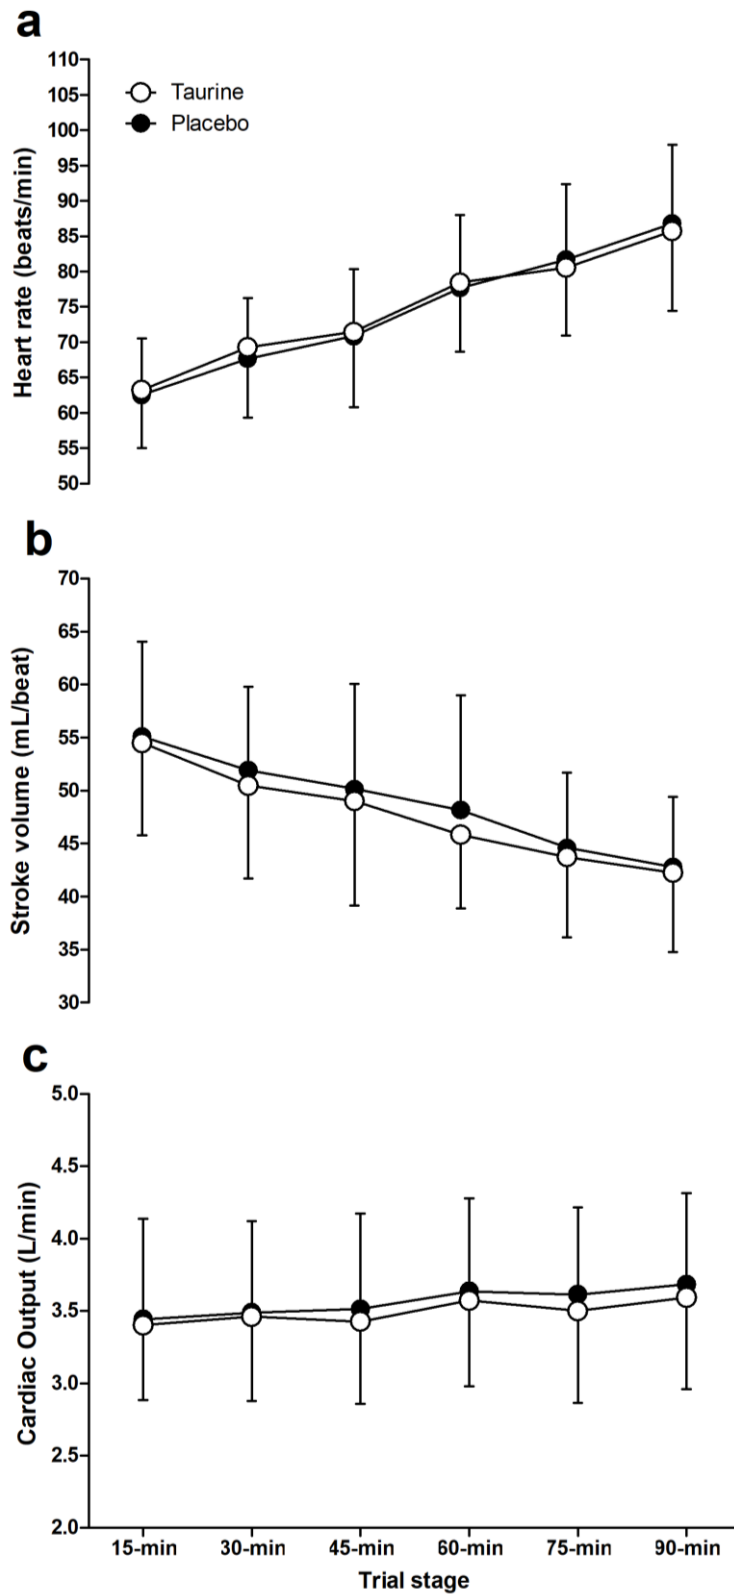 a
110
105
100
95
90
85
80
75
70
65
60
55
50
Heart rate (beats/min)
Taurine
Placebo
b
70
65
60
55
50
45
40
35
30
Stroke volume (mL/beat)
c
5.0
4.5
4.0
3.5
3.0
2.5
2.0
Cardiac Output (L/min)
15-min 30-min 45-min 60-min 75-min 90-min
Trial stage